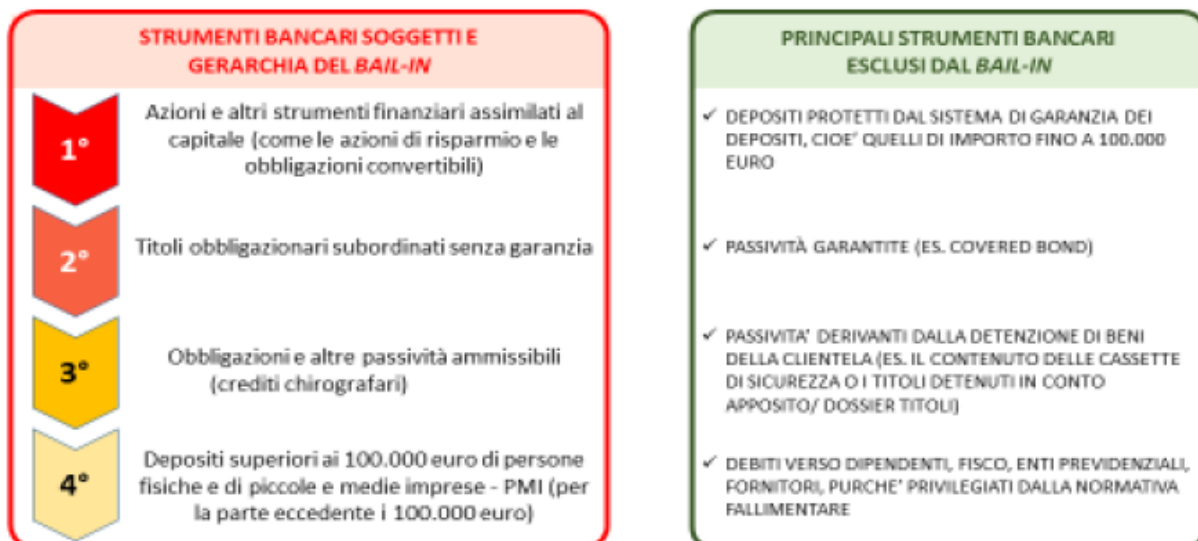 STRUMENTI BANCARI SOGGETTI E
GERARCHIA DEL BAIL-IN
1°
Azioni e altri strumenti finanziari assimilati al
capitale (come le azioni di risparmio e le
obbligazioni convertibili)
2°
Titoli obbligazionari subordinati senza garanzia
3°
Obbligazioni e altre passività ammissibili
(crediti chirografari)
4°
Depositi superiori ai 100.000 euro di persone
fisiche e di piccole e medie imprese - PMI (per
la parte eccedente i 100.000 euro)
PRINCIPALI STRUMENTI BANCARI
ESCLUSI DAL BAIL-IN
✓ DEPOSITI PROTETTI DAL SISTEMA DI GARANZIA DEI
DEPOSITI, CIOE' QUELLI DI IMPORTO FINO A 100.000
EURO
✓ PASSIVITÀ GARANTITE (ES. COVERED BOND)
✓ PASSIVITA' DERIVANTI DALLA DETENZIONE DI BENI
DELLA CLIENTELA (ES. IL CONTENUTO DELLE CASSETTE
DI SICUREZZA O I TITOLI DETENUTI IN CONTO
APPOSITO/ DOSSIER TITOLI)
✓ DEBITI VERSO DIPENDENTI, FISCO, ENTI PREVIDENZIALI,
FORNITORI, PURCHE' PRIVILEGIATI DALLA NORMATIVA
FALLIMENTARE